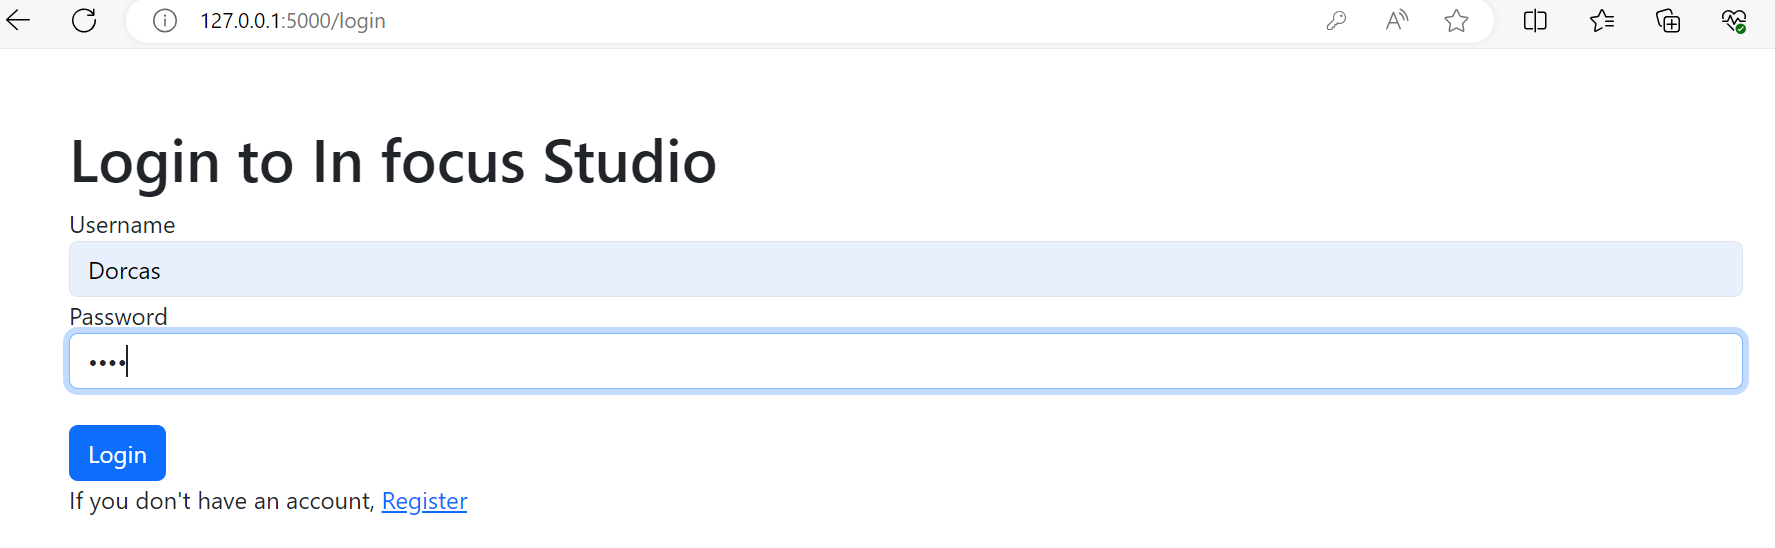 127.0.0.1:5000/login
Login to In focus Studio
Username
Dorcas
Password
••••
Login
If you don't have an account, Register